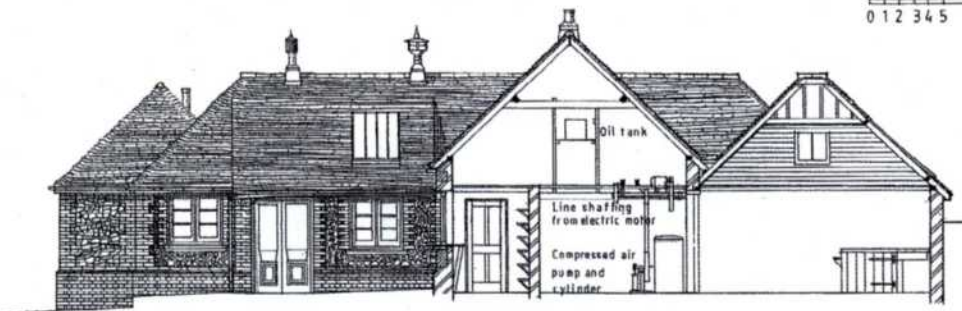 0 1 2 3 4 5
Oil tank
Line shafting
from electric motor
Compressed air
pump and
cylinder